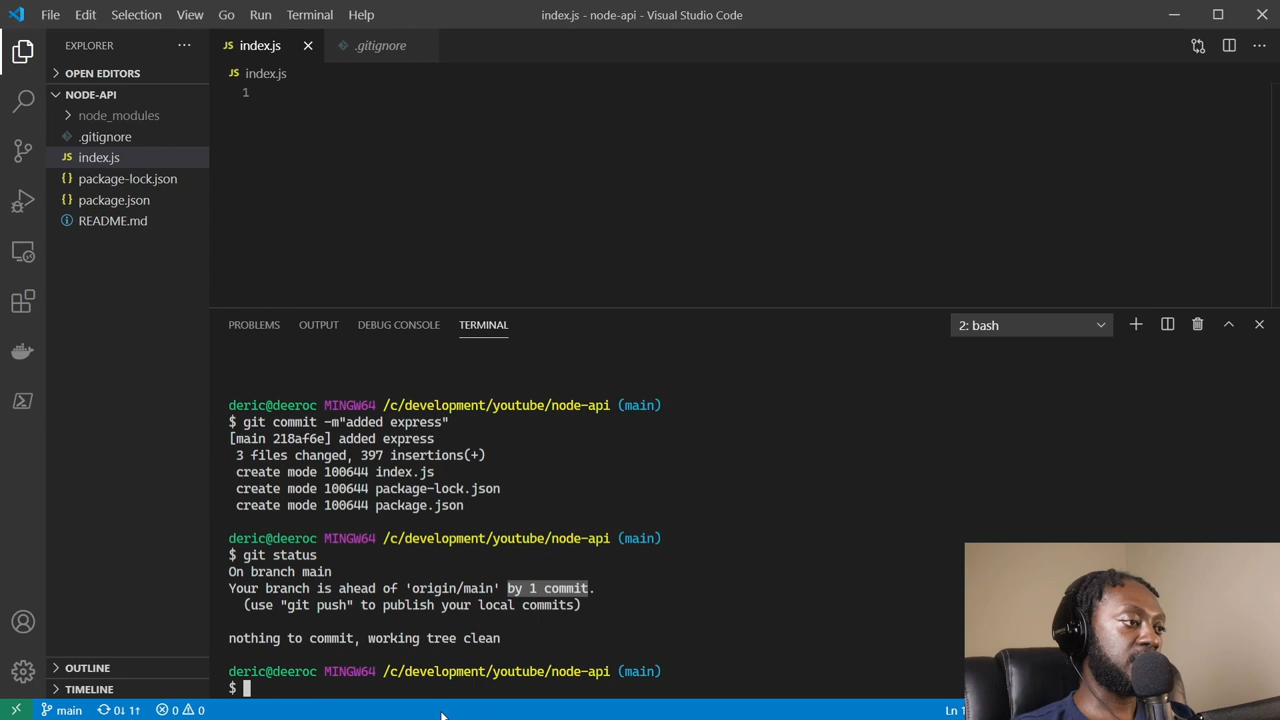 File Edit Selection View Go Run Terminal Help
index.js - node-api - Visual Studio Code
EXPLORER
OPEN EDITORS
NODE-API
node_modules
.gitignore
JS index.js
{} package-lock.json
{} package.json
README.md
OUTLINE
TIMELINE
JS index.js
.gitignore
JS index.js
1
PROBLEMS OUTPUT DEBUG CONSOLE TERMINAL
2: bash
deric@deeroc MINGW64 /c/development/youtube/node-api (main)
$ git commit -m"added express"
[main 218af6e] added express
3 files changed, 397 insertions(+)
create mode 100644 index.js
create mode 100644 package-lock.json
create mode 100644 package.json
deric@deeroc MINGW64 /c/development/youtube/node-api (main)
$ git status
On branch main
Your branch is ahead of 'origin/main' by 1 commit.
(use "git push" to publish your local commits)
nothing to commit, working tree clean
deric@deeroc MINGW64 /c/development/youtube/node-api (main)
$
main 0↓ 1↑ 0 0
Ln 1